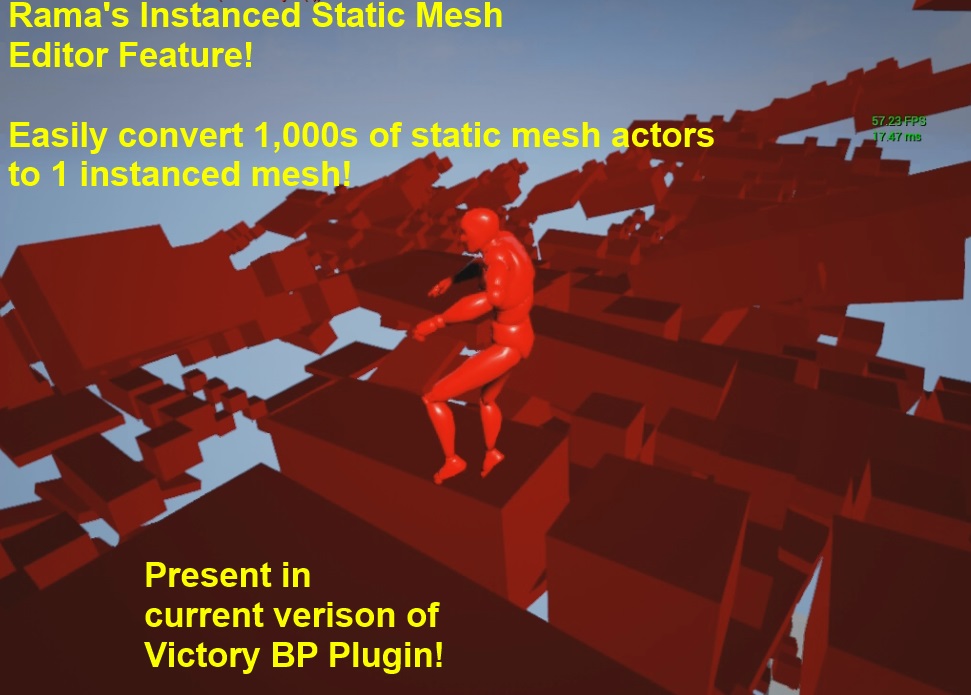 Rama's Instanced Static Mesh
Editor Feature!
Easily convert 1,000s of static mesh actors
to 1 instanced mesh!
57.23 FPS
17.47 ms
Present in
current verison of
Victory BP Plugin!